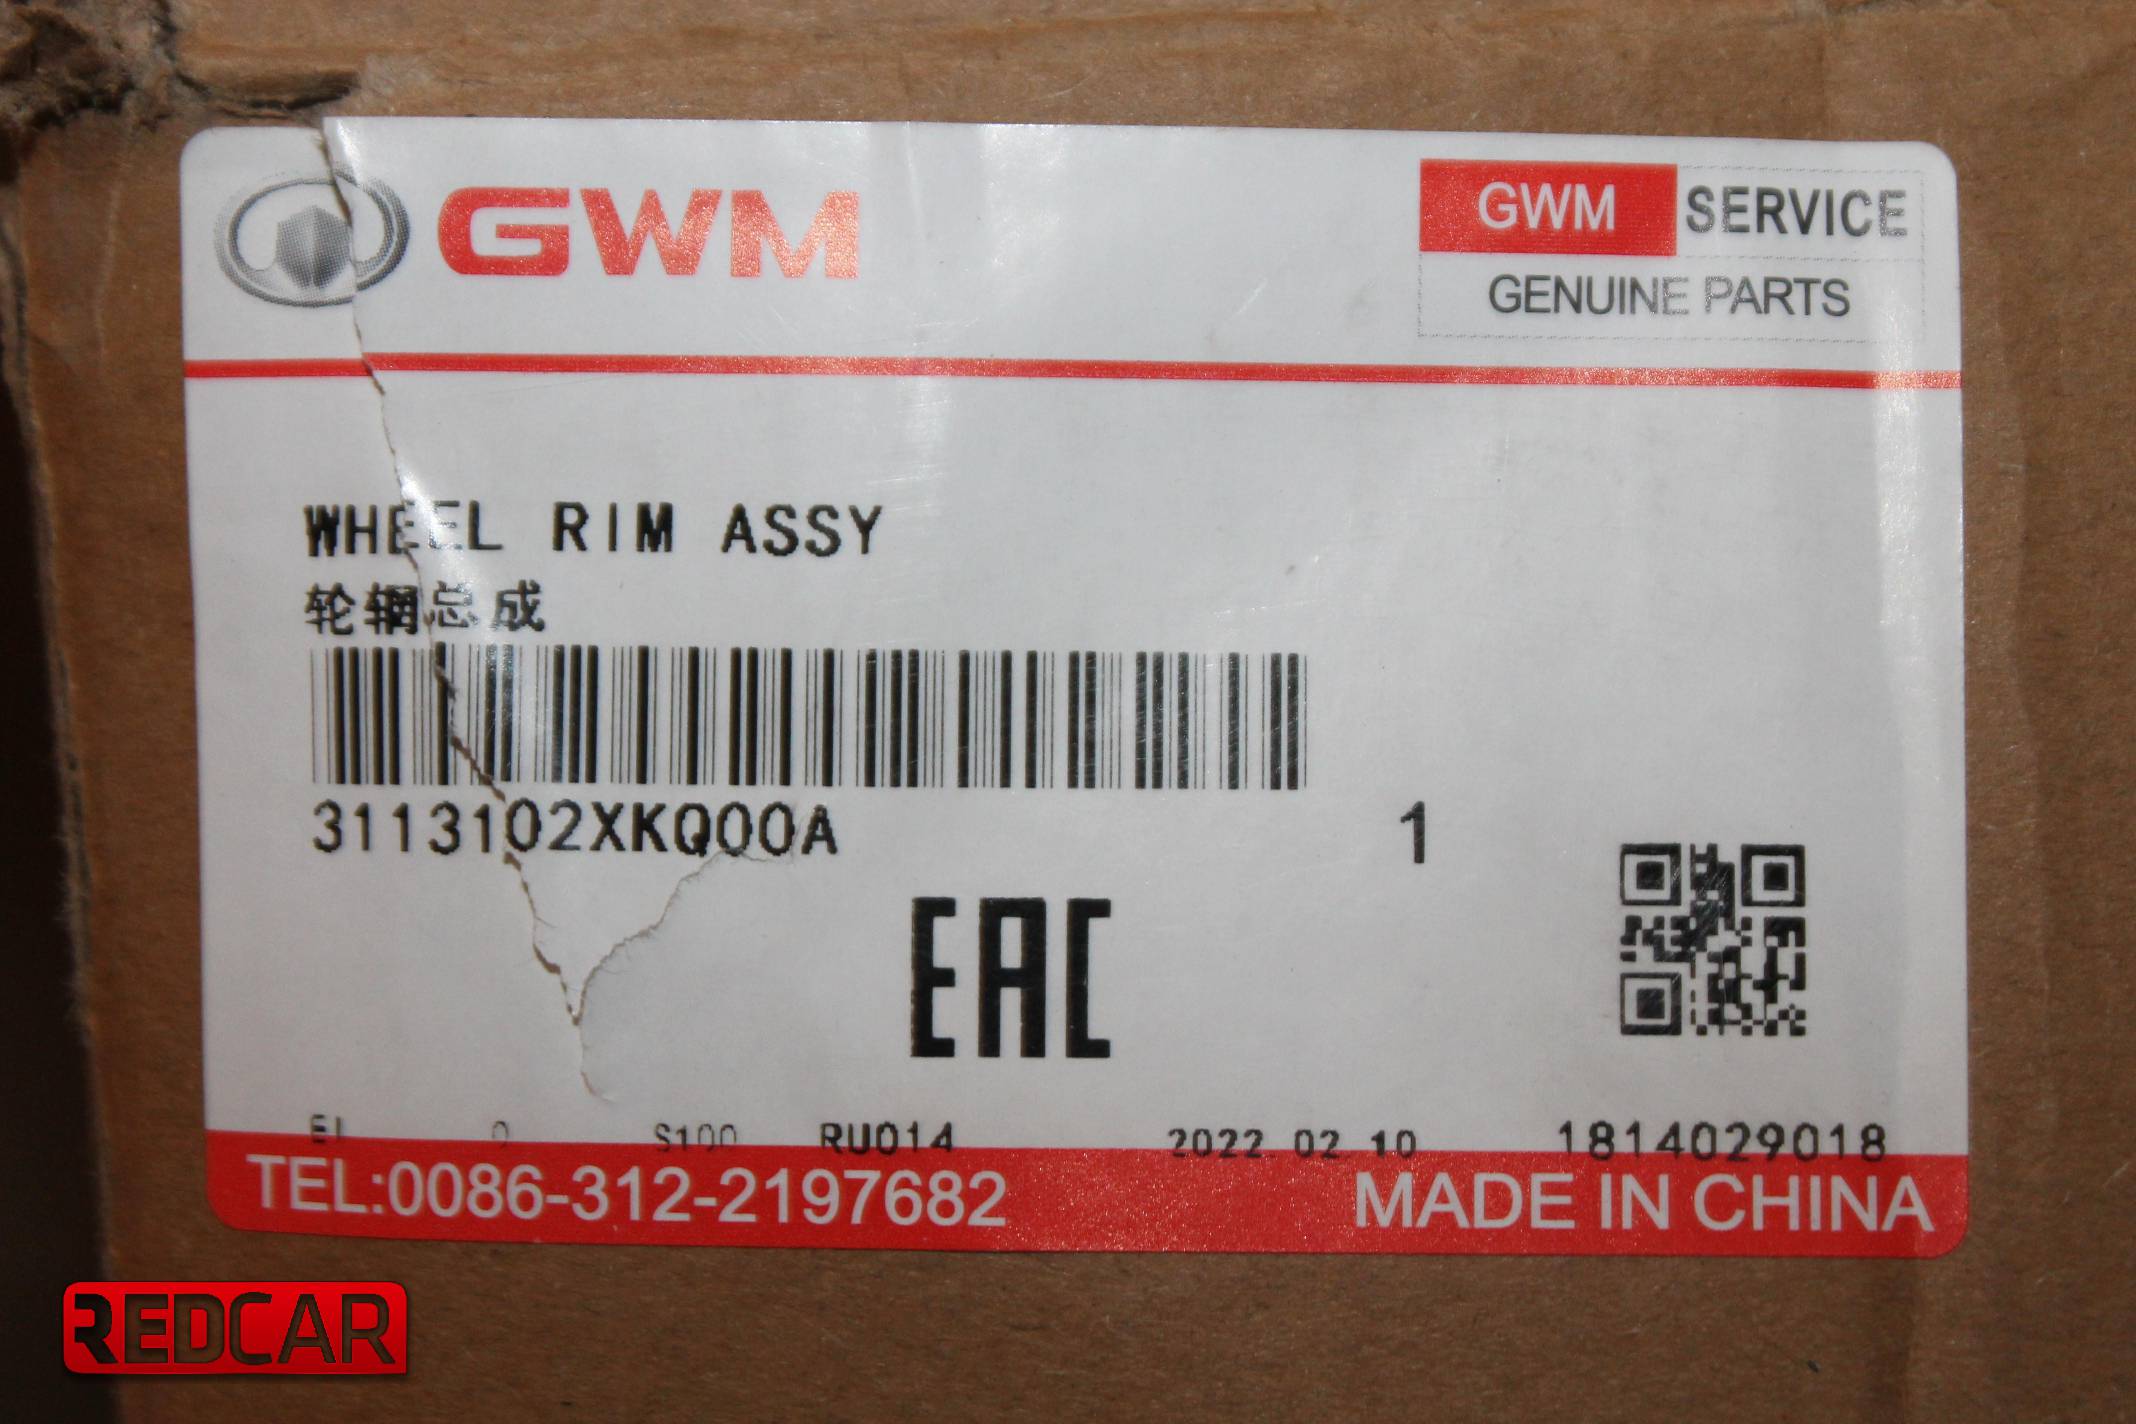 GWM
GWM SERVICE
GENUINE PARTS
WHEEL RIM ASSY
轮辋总成
3113102XKQ00A
1
EAC
0 S100 RU014 2022.02.10 1814029018
TEL:0086-312-2197682 MADE IN CHINA
REDCAR